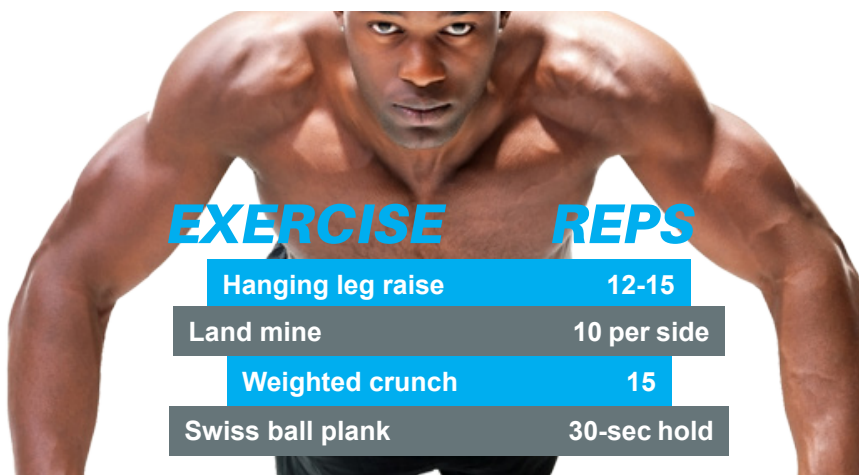 EXERCISE REPS
Hanging leg raise 12-15
Land mine 10 per side
Weighted crunch 15
Swiss ball plank 30-sec hold